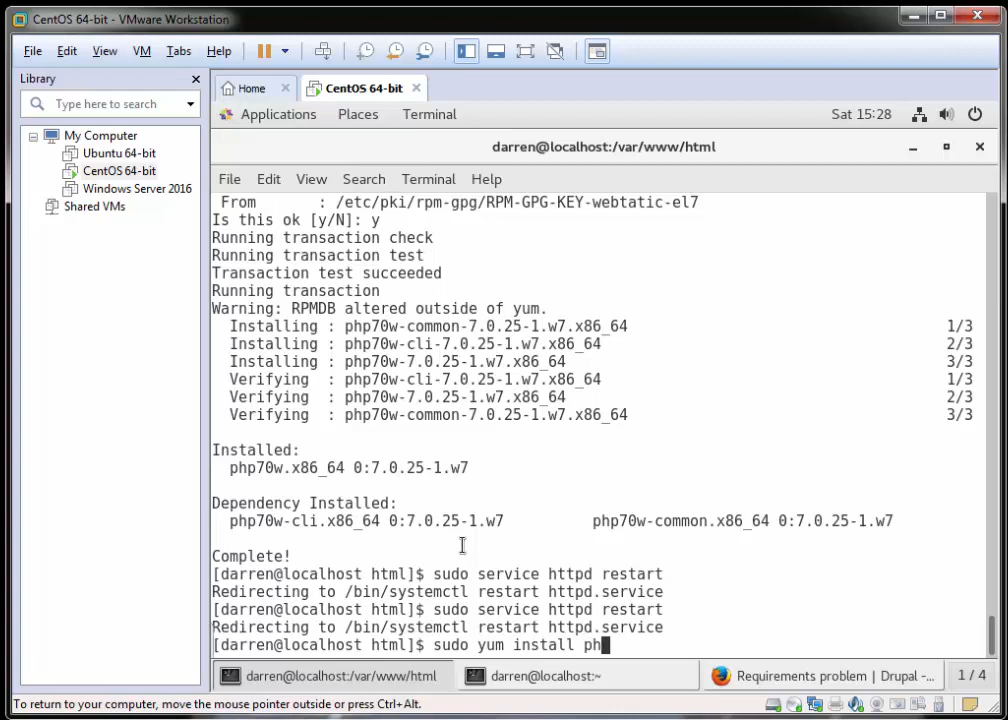 CentOS 64-bit - VMware Workstation
File Edit View VM Tabs Help
Library
Type here to search
My Computer
Ubuntu 64-bit
CentOS 64-bit
Windows Server 2016
Shared VMs
Home CentOS 64-bit
Applications Places Terminal Sat 15:28
darren@localhost:/var/www/html
File Edit View Search Terminal Help
From : /etc/pki/rpm-gpg/RPM-GPG-KEY-webtatic-el7
Is this ok [y/N]: y
Running transaction check
Running transaction test
Transaction test succeeded
Running transaction
Warning: RPMDB altered outside of yum.
Installing : php70w-common-7.0.25-1.w7.x86_64 1/3
Installing : php70w-cli-7.0.25-1.w7.x86_64 2/3
Installing : php70w-7.0.25-1.w7.x86_64 3/3
Verifying : php70w-cli-7.0.25-1.w7.x86_64 1/3
Verifying : php70w-7.0.25-1.w7.x86_64 2/3
Verifying : php70w-common-7.0.25-1.w7.x86_64 3/3
Installed:
php70w.x86_64 0:7.0.25-1.w7
Dependency Installed:
php70w-cli.x86_64 0:7.0.25-1.w7 php70w-common.x86_64 0:7.0.25-1.w7
Complete!
[darren@localhost html]$ sudo service httpd restart
Redirecting to /bin/systemctl restart httpd.service
[darren@localhost html]$ sudo service httpd restart
Redirecting to /bin/systemctl restart httpd.service
[darren@localhost html]$ sudo yum install ph
darren@localhost:/var/www/html darren@localhost:~ Requirements problem | Drupal -... 1 / 4
To return to your computer, move the mouse pointer outside or press Ctrl+Alt.